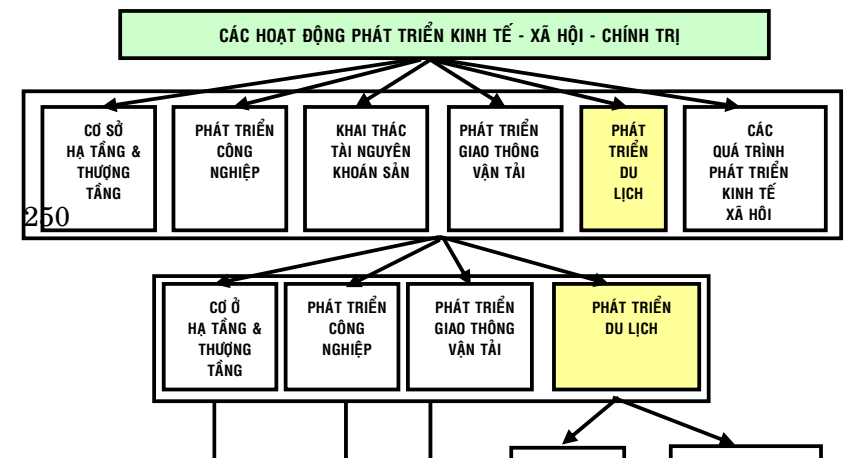 CÁC HOẠT ĐỘNG PHÁT TRIỂN KINH TẾ - XÃ HỘI - CHÍNH TRỊ
CƠ SỞ
HẠ TẦNG &
THƯỢNG
TẦNG
PHÁT TRIỂN
CÔNG
NGHIỆP
KHAI THÁC
TÀI NGUYÊN
KHOÁN SẢN
PHÁT TRIỂN
GIAO THÔNG
VẬN TẢI
PHÁT
TRIỂN
DU
LỊCH
CÁC
QUÁ TRÌNH
PHÁT TRIỂN
KINH TẾ
XÃ HÔI
250
CƠ Ở
HẠ TẦNG &
THƯỢNG
TẦNG
PHÁT TRIỂN
CÔNG
NGHIỆP
PHÁT TRIỂN
GIAO THÔNG
VẬN TẢI
PHÁT TRIỂN
DU LỊCH